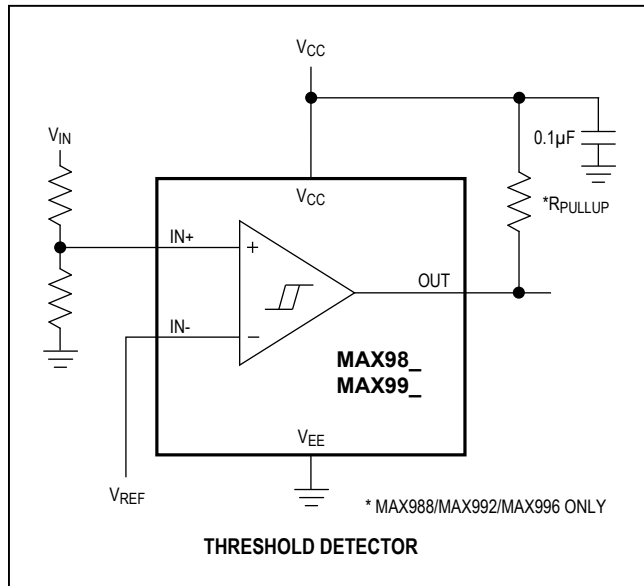 VCC
VIN
0.1µF
VCC
*RPULLUP
IN+
+
OUT
IN-
−
MAX98_
MAX99_
VEE
VREF
* MAX988/MAX992/MAX996 ONLY
THRESHOLD DETECTOR